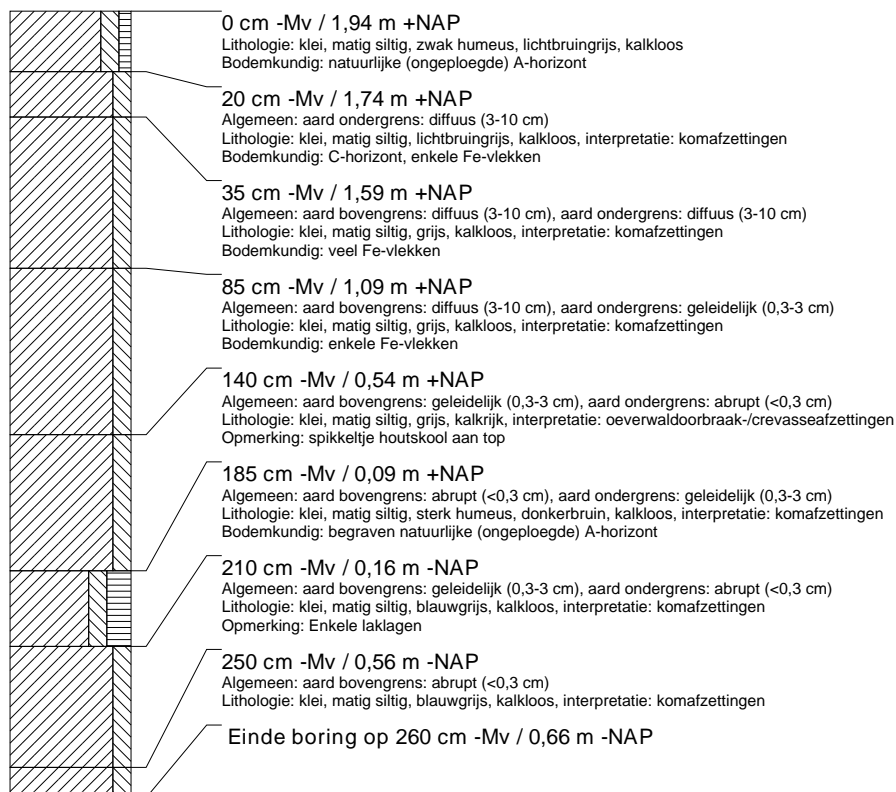 0 cm -Mv / 1,94 m +NAP
Lithologie: klei, matig siltig, zwak humeus, lichtbruingrijs, kalkloos
Bodemkundig: natuurlijke (ongeploegde) A-horizont
20 cm -Mv / 1,74 m +NAP
Algemeen: aard ondergrens: diffuus (3-10 cm)
Lithologie: klei, matig siltig, lichtbruingrijs, kalkloos, interpretatie: komafzettingen
Bodemkundig: C-horizont, enkele Fe-vlekken
35 cm -Mv / 1,59 m +NAP
Algemeen: aard bovengrens: diffuus (3-10 cm), aard ondergrens: diffuus (3-10 cm)
Lithologie: klei, matig siltig, grijs, kalkloos, interpretatie: komafzettingen
Bodemkundig: veel Fe-vlekken
85 cm -Mv / 1,09 m +NAP
Algemeen: aard bovengrens: diffuus (3-10 cm), aard ondergrens: geleidelijk (0,3-3 cm)
Lithologie: klei, matig siltig, grijs, kalkloos, interpretatie: komafzettingen
Bodemkundig: enkele Fe-vlekken
140 cm -Mv / 0,54 m +NAP
Algemeen: aard bovengrens: geleidelijk (0,3-3 cm), aard ondergrens: abrupt (<0,3 cm)
Lithologie: klei, matig siltig, grijs, kalkrijk, interpretatie: oeverwaldoorbraak-/crevasseafzettingen
Opmerking: spikkeltje houtskool aan top
185 cm -Mv / 0,09 m +NAP
Algemeen: aard bovengrens: abrupt (<0,3 cm), aard ondergrens: geleidelijk (0,3-3 cm)
Lithologie: klei, matig siltig, sterk humeus, donkerbruin, kalkloos, interpretatie: komafzettingen
Bodemkundig: begraven natuurlijke (ongeploegde) A-horizont
210 cm -Mv / 0,16 m -NAP
Algemeen: aard bovengrens: geleidelijk (0,3-3 cm), aard ondergrens: abrupt (<0,3 cm)
Lithologie: klei, matig siltig, blauwgrijs, kalkloos, interpretatie: komafzettingen
Opmerking: Enkele laklagen
250 cm -Mv / 0,56 m -NAP
Algemeen: aard bovengrens: abrupt (<0,3 cm)
Lithologie: klei, matig siltig, blauwgrijs, kalkloos, interpretatie: komafzettingen
Einde boring op 260 cm -Mv / 0,66 m -NAP